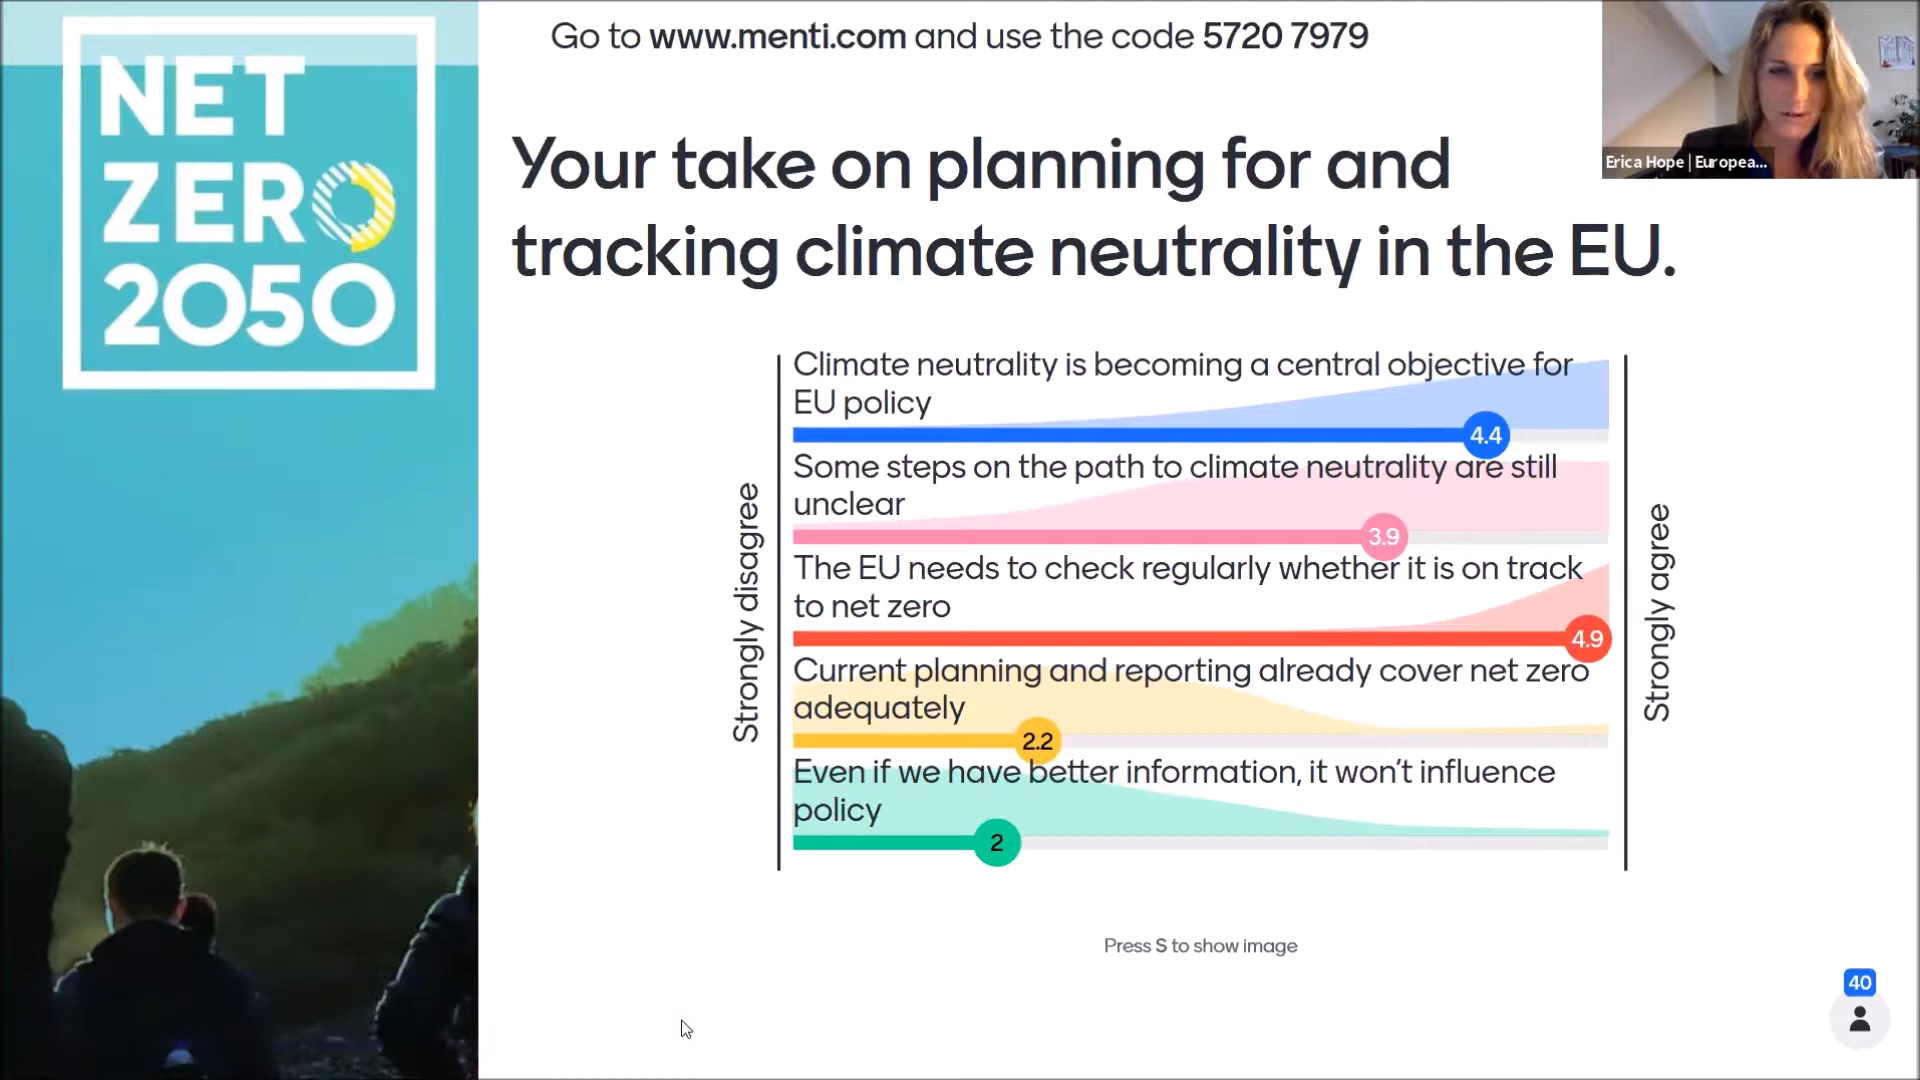 Go to www.menti.com and use the code 5720 7979
NET
ZERO
2050
Erica Hope | Europea...
Your take on planning for and
tracking climate neutrality in the EU.
Strongly disagree
Climate neutrality is becoming a central objective for
EU policy
4.4
Some steps on the path to climate neutrality are still
unclear
3.9
The EU needs to check regularly whether it is on track
to net zero
4.9
Current planning and reporting already cover net zero
adequately
2.2
Even if we have better information, it won't influence
policy
2
Strongly agree
Press S to show image
40